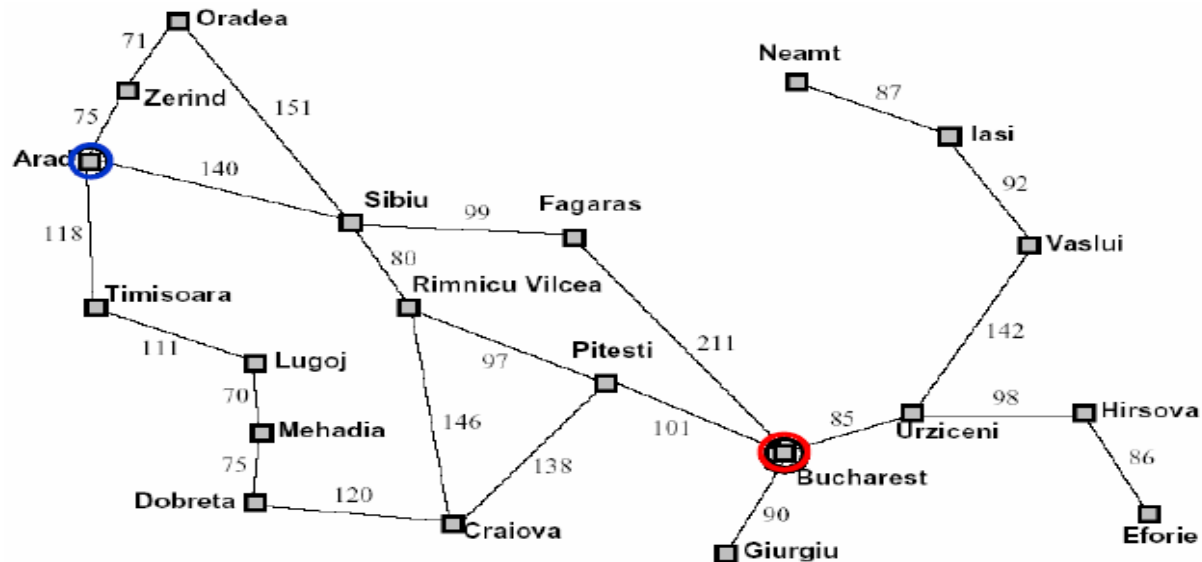 Oradea
71
Neamt
87
Zerind
75
151
Iasi
Arad
140
92
Sibiu
99
Fagaras
118
80
Vaslui
Rimnicu Vilcea
Timisoara
142
111
211
Lugoj
97
Pitesti
70
98
Hirsova
85
Urziceni
146
101
Mehadia
138
86
75
Bucharest
Dobreta
120
90
Craiova
Eforie
Giurgiu